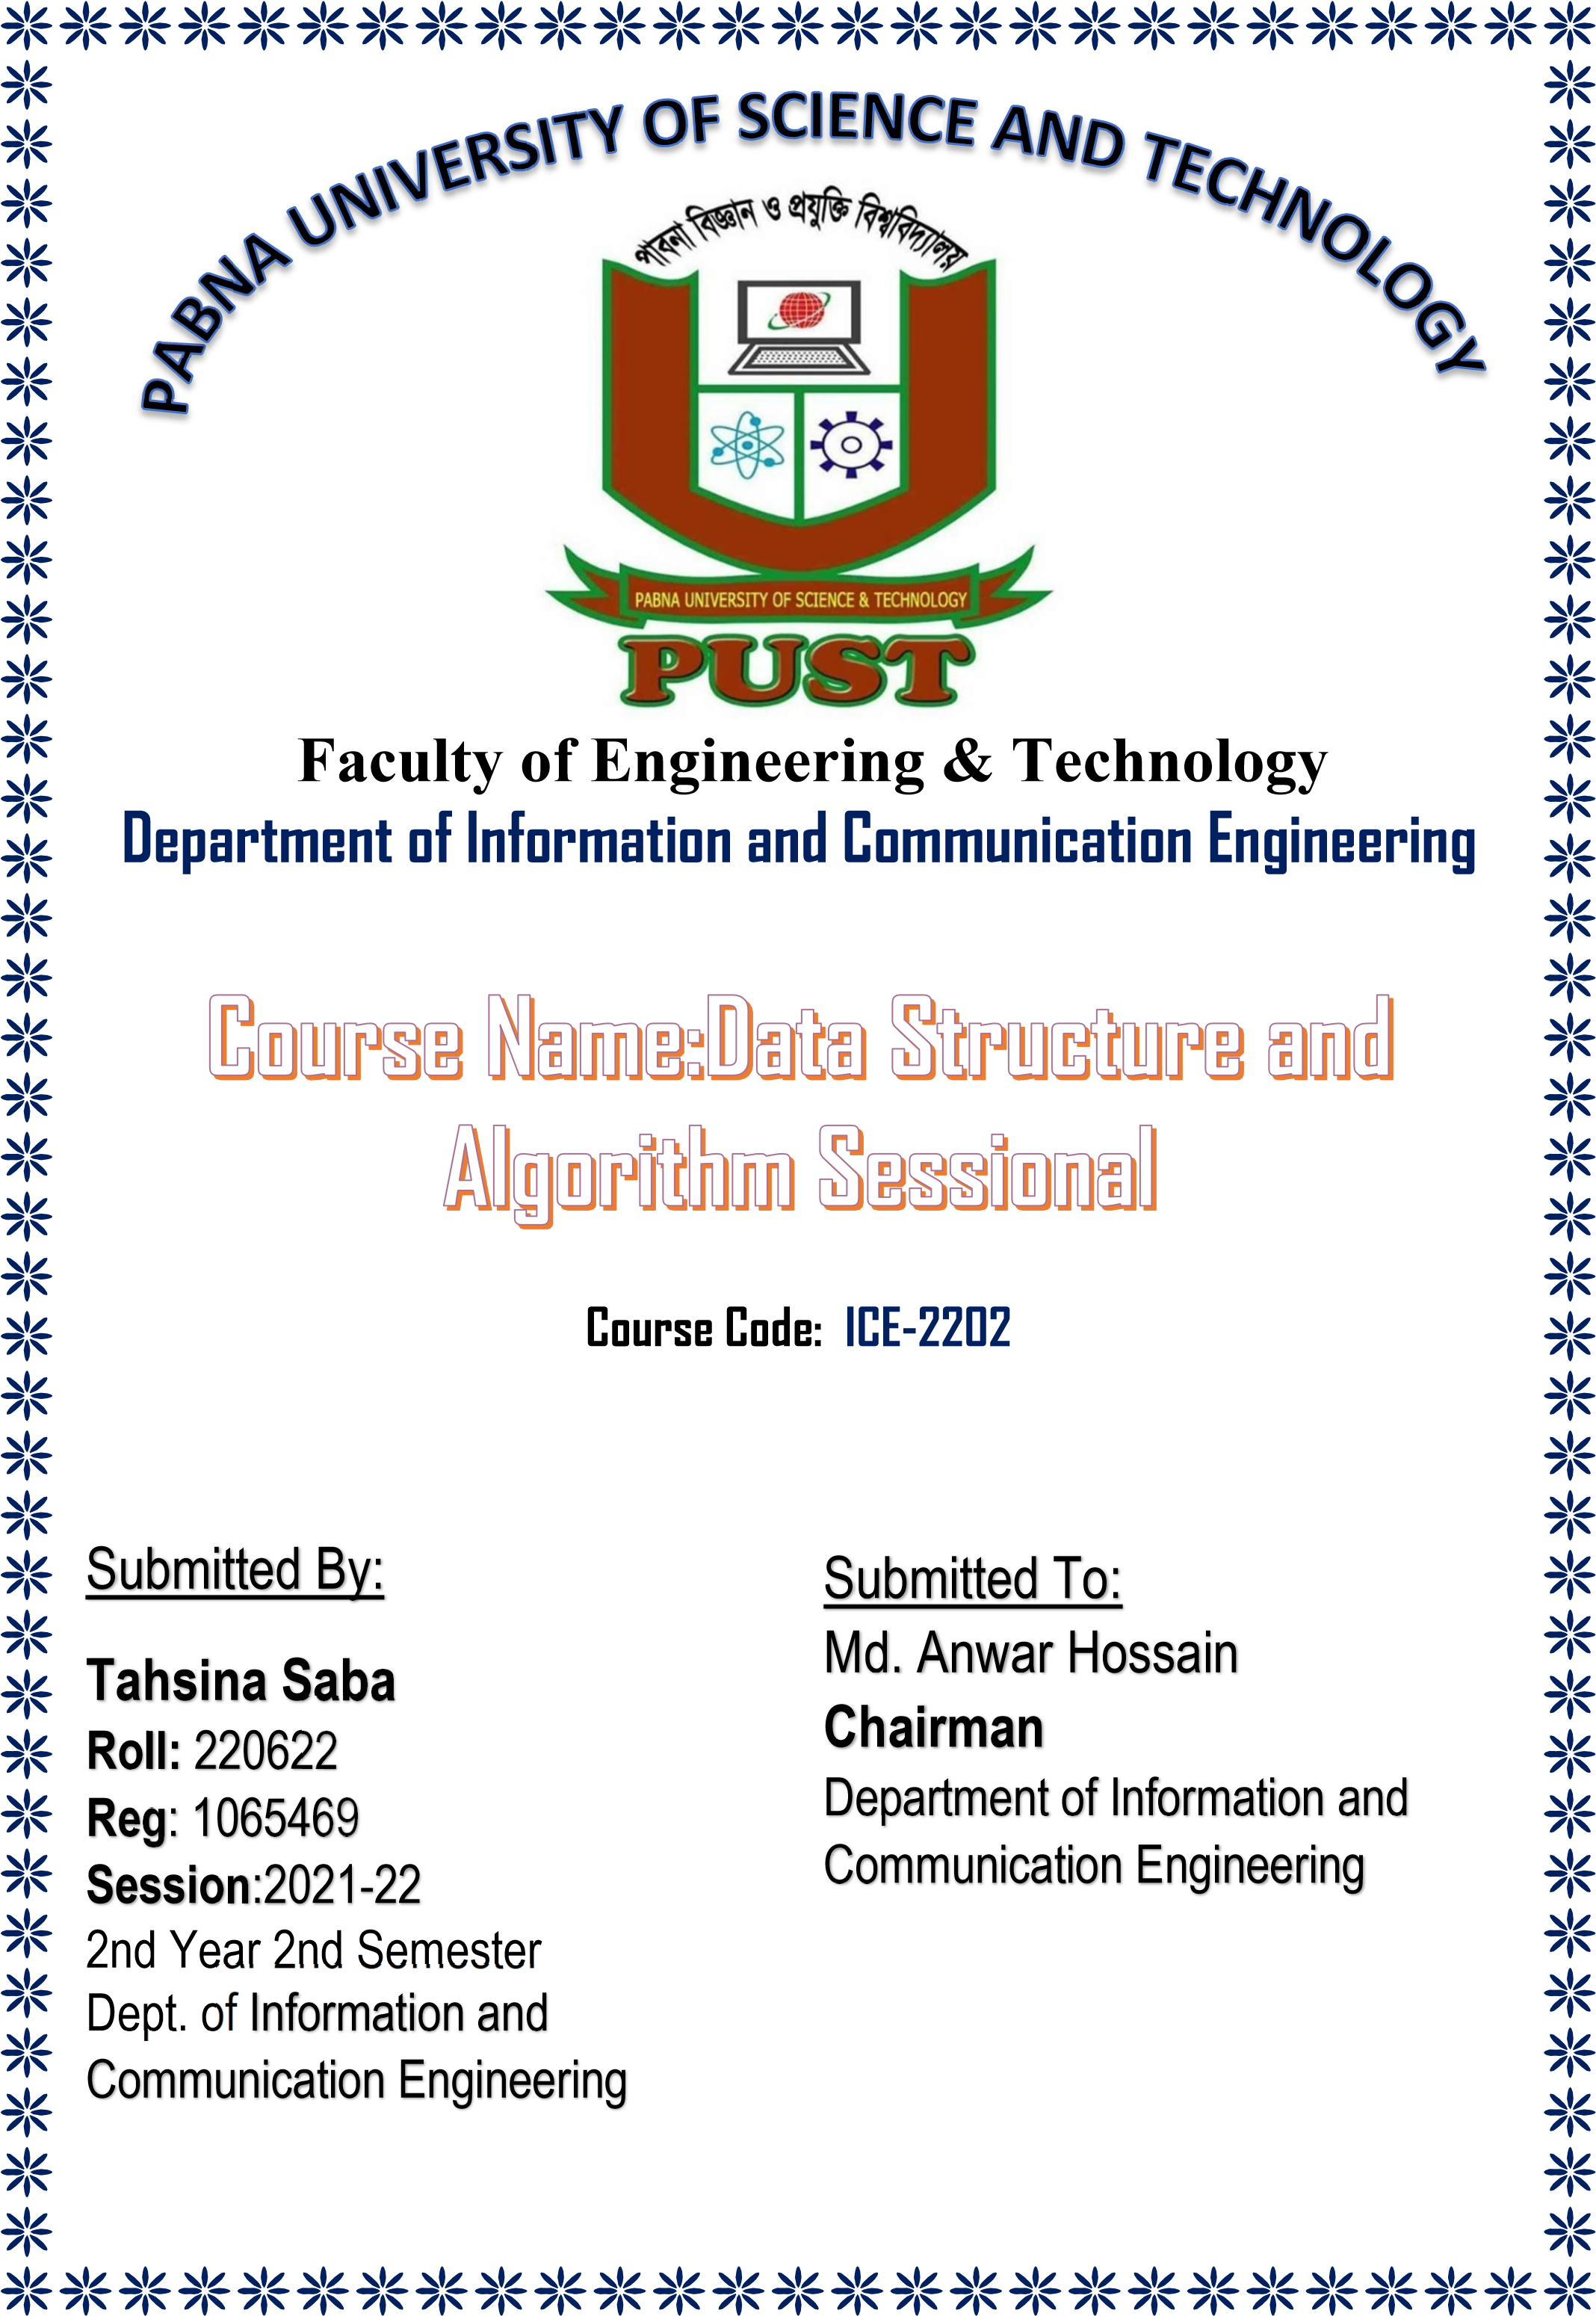 PABNA UNIVERSITY OF SCIENCE AND TECHNOLOGY
পাবনা বিজ্ঞান ও প্রযুক্তি বিশ্ববিদ্যালয়
PABNA UNIVERSITY OF SCIENCE & TECHNOLOGY
PUST
Faculty of Engineering & Technology
Department of Information and Communication Engineering
Course Name:Data Structure and
Algorithm Sessional
Course Code: ICE-2202
Submitted By:
Tahsina Saba
Roll: 220622
Reg: 1065469
Session:2021-22
2nd Year 2nd Semester
Dept. of Information and
Communication Engineering
Submitted To:
Md. Anwar Hossain
Chairman
Department of Information and
Communication Engineering